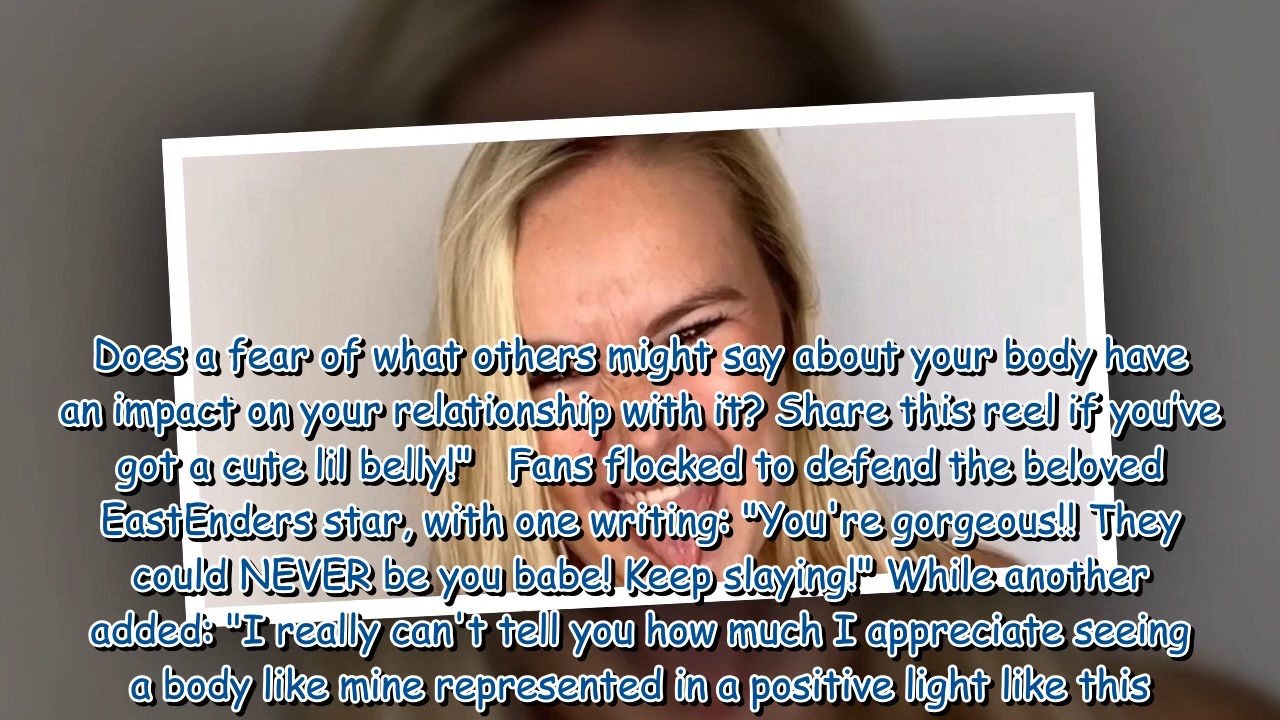 Does a fear of what others might say about your body have
an impact on your relationship with it? Share this reel if you've
got a cute lil belly!"   Fans flocked to defend the beloved
EastEnders star, with one writing: "You're gorgeous!! They
could NEVER be you babe! Keep slaying!" While another
added: "I really can't tell you how much I appreciate seeing
a body like mine represented in a positive light like this